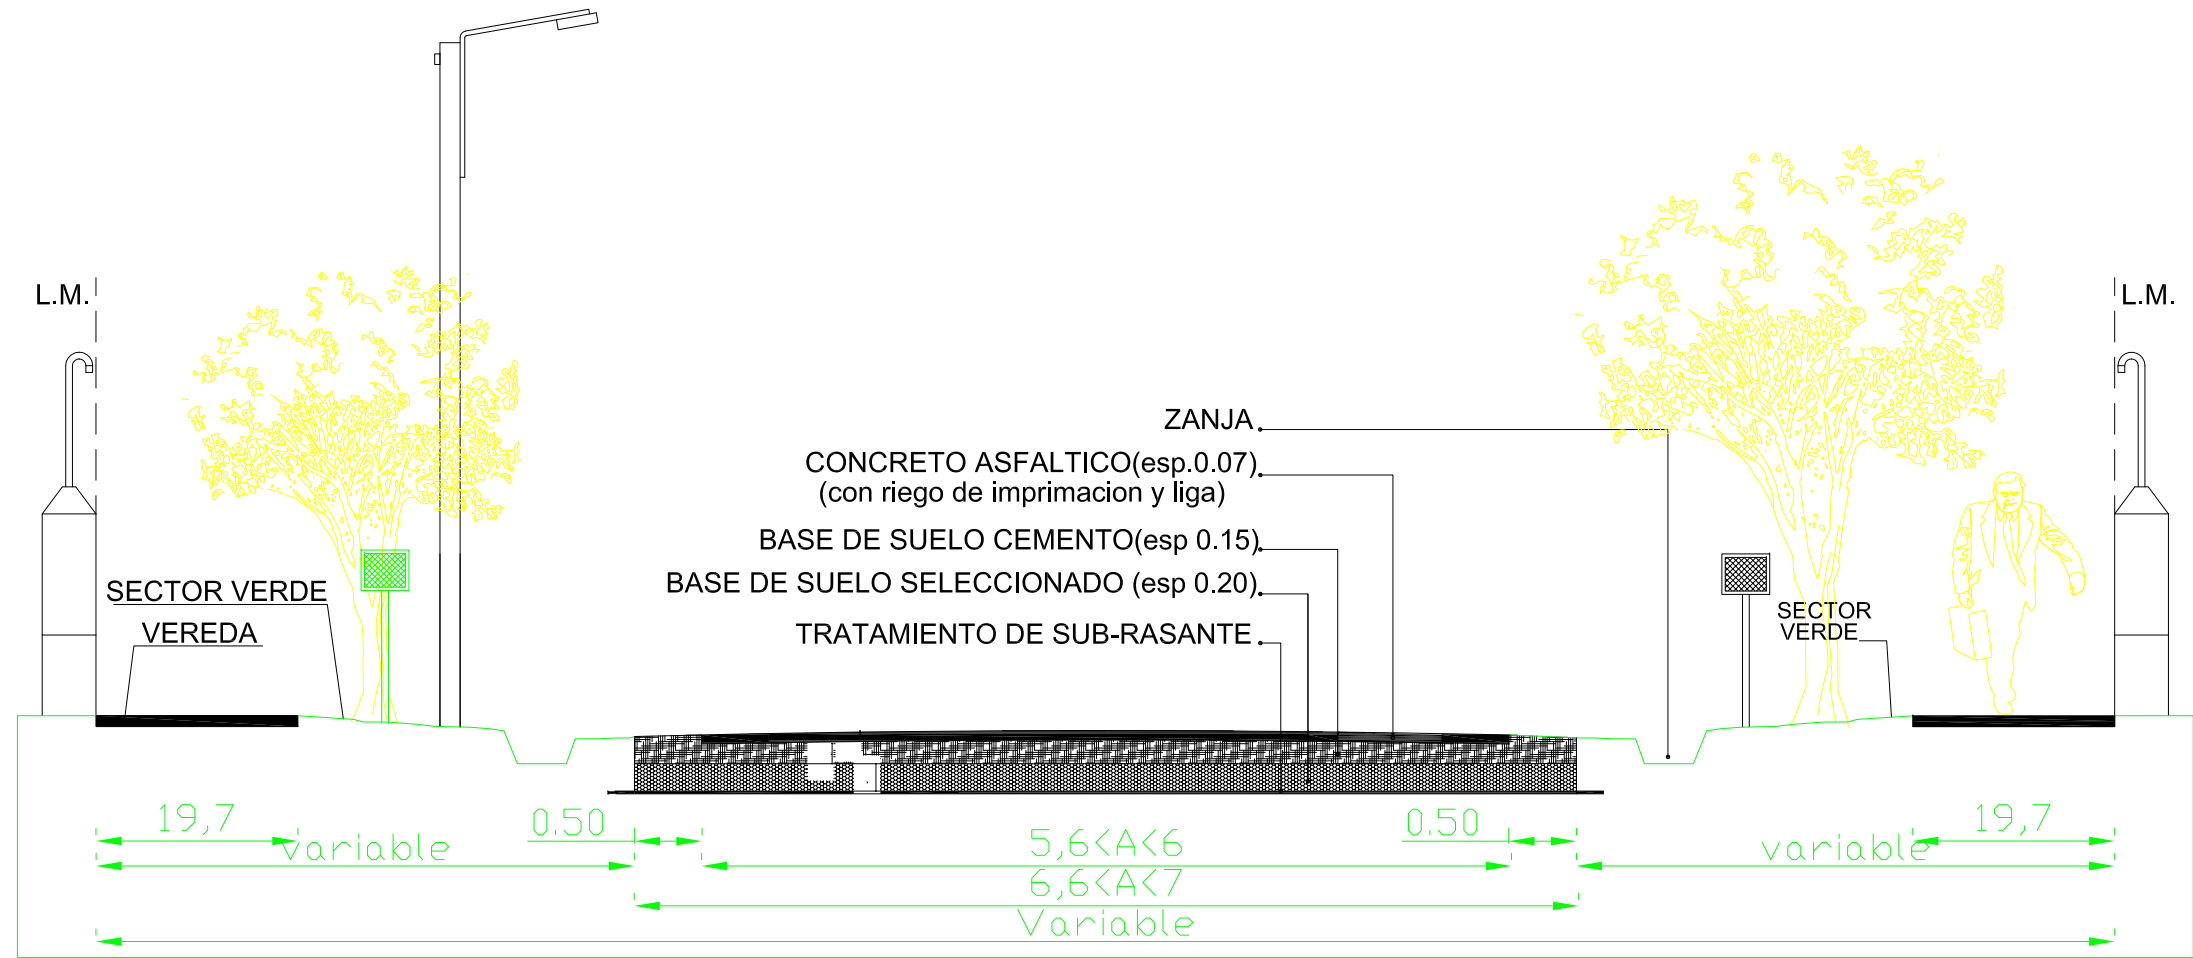 L.M.
L.M.
ZANJA
CONCRETO ASFALTICO(esp.0.07)
(con riego de imprimacion y liga)
BASE DE SUELO CEMENTO(esp 0.15)
BASE DE SUELO SELECCIONADO (esp 0.20)
TRATAMIENTO DE SUB-RASANTE
SECTOR VERDE
VEREDA
SECTOR
VERDE
19,7
variable
0.50
5,6<A<6
0.50
19,7
variable
6,6<A<7
Variable